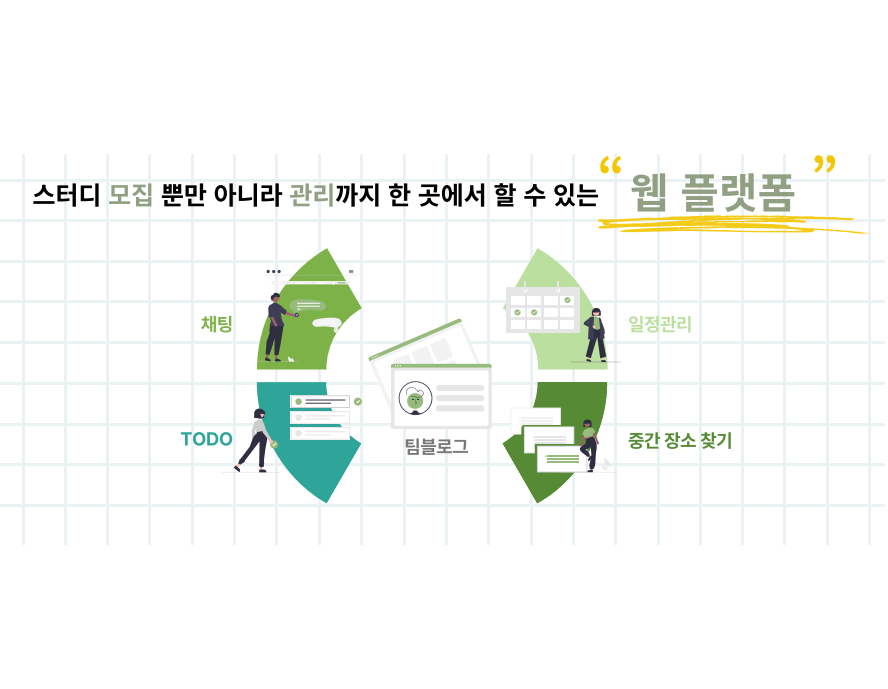 스터디 모집 뿐만 아니라 관리까지 한 곳에서 할 수 있는 “웹 플랫폼”
채팅
일정관리
TODO
중간 장소 찾기
팀블로그